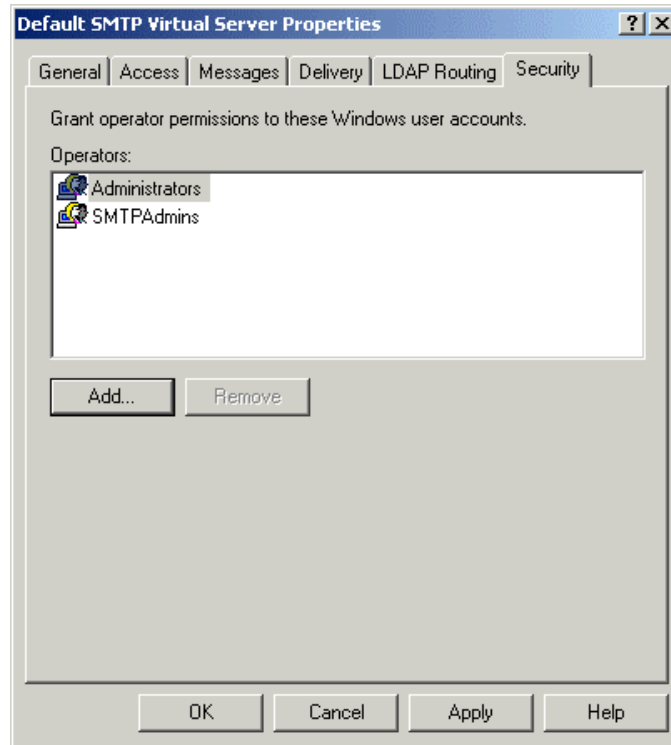 Default SMTP Virtual Server Properties
General Access Messages Delivery LDAP Routing Security
Grant operator permissions to these Windows user accounts.
Operators:
Administrators
SMTPAdmins
Add... Remove
OK Cancel Apply Help